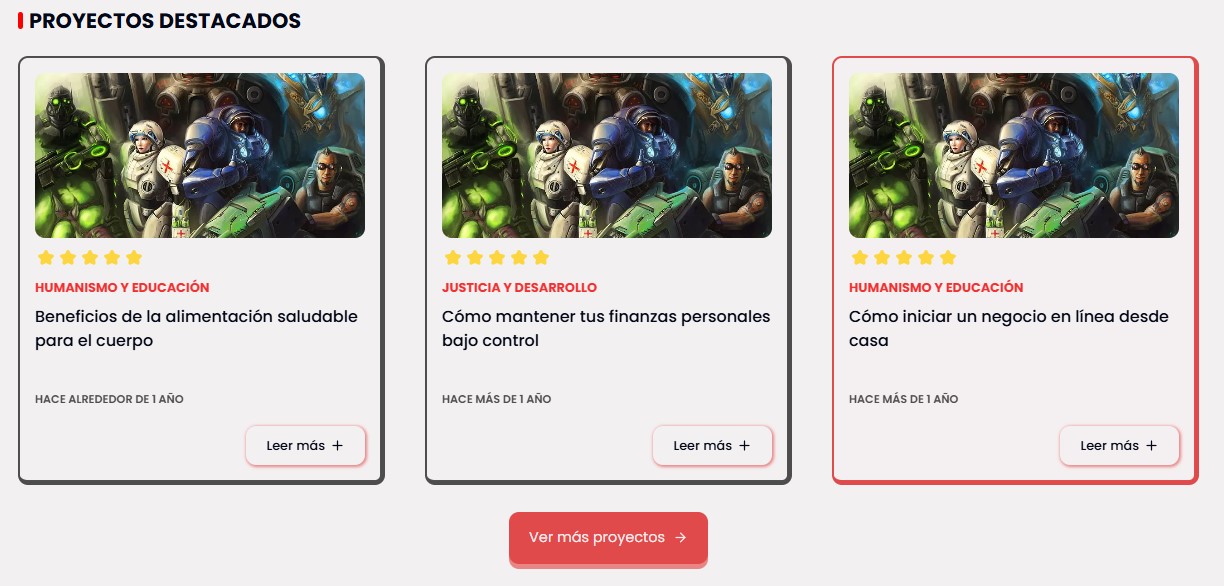 PROYECTOS DESTACADOS
HUMANISMO Y EDUCACIÓN
Beneficios de la alimentación saludable
para el cuerpo
HACE ALREDEDOR DE 1 AÑO
Leer más +
JUSTICIA Y DESARROLLO
Cómo mantener tus finanzas personales
bajo control
HACE MÁS DE 1 AÑO
Leer más +
HUMANISMO Y EDUCACIÓN
Cómo iniciar un negocio en línea desde
casa
HACE MÁS DE 1 AÑO
Leer más +
Ver más proyectos →